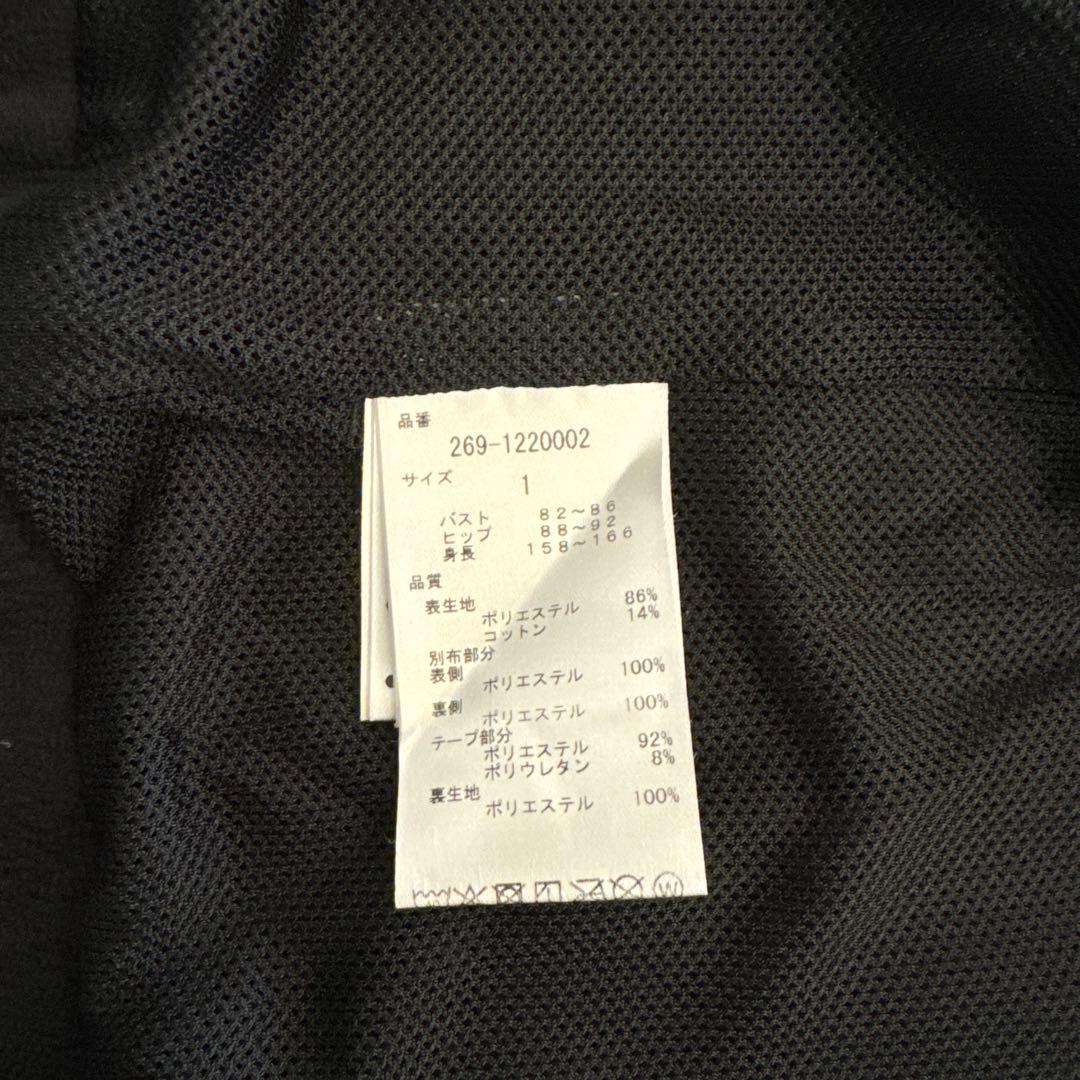 品番
269-1220002
サイズ
1
バスト 82～86
ヒップ 88～92
身長 158～166
品質
表生地
ポリエステル 86%
コットン 14%
別布部分
表側
ポリエステル 100%
裏側
ポリエステル 100%
テープ部分
ポリエステル 92%
ポリウレタン 8%
裏生地
ポリエステル 100%
W